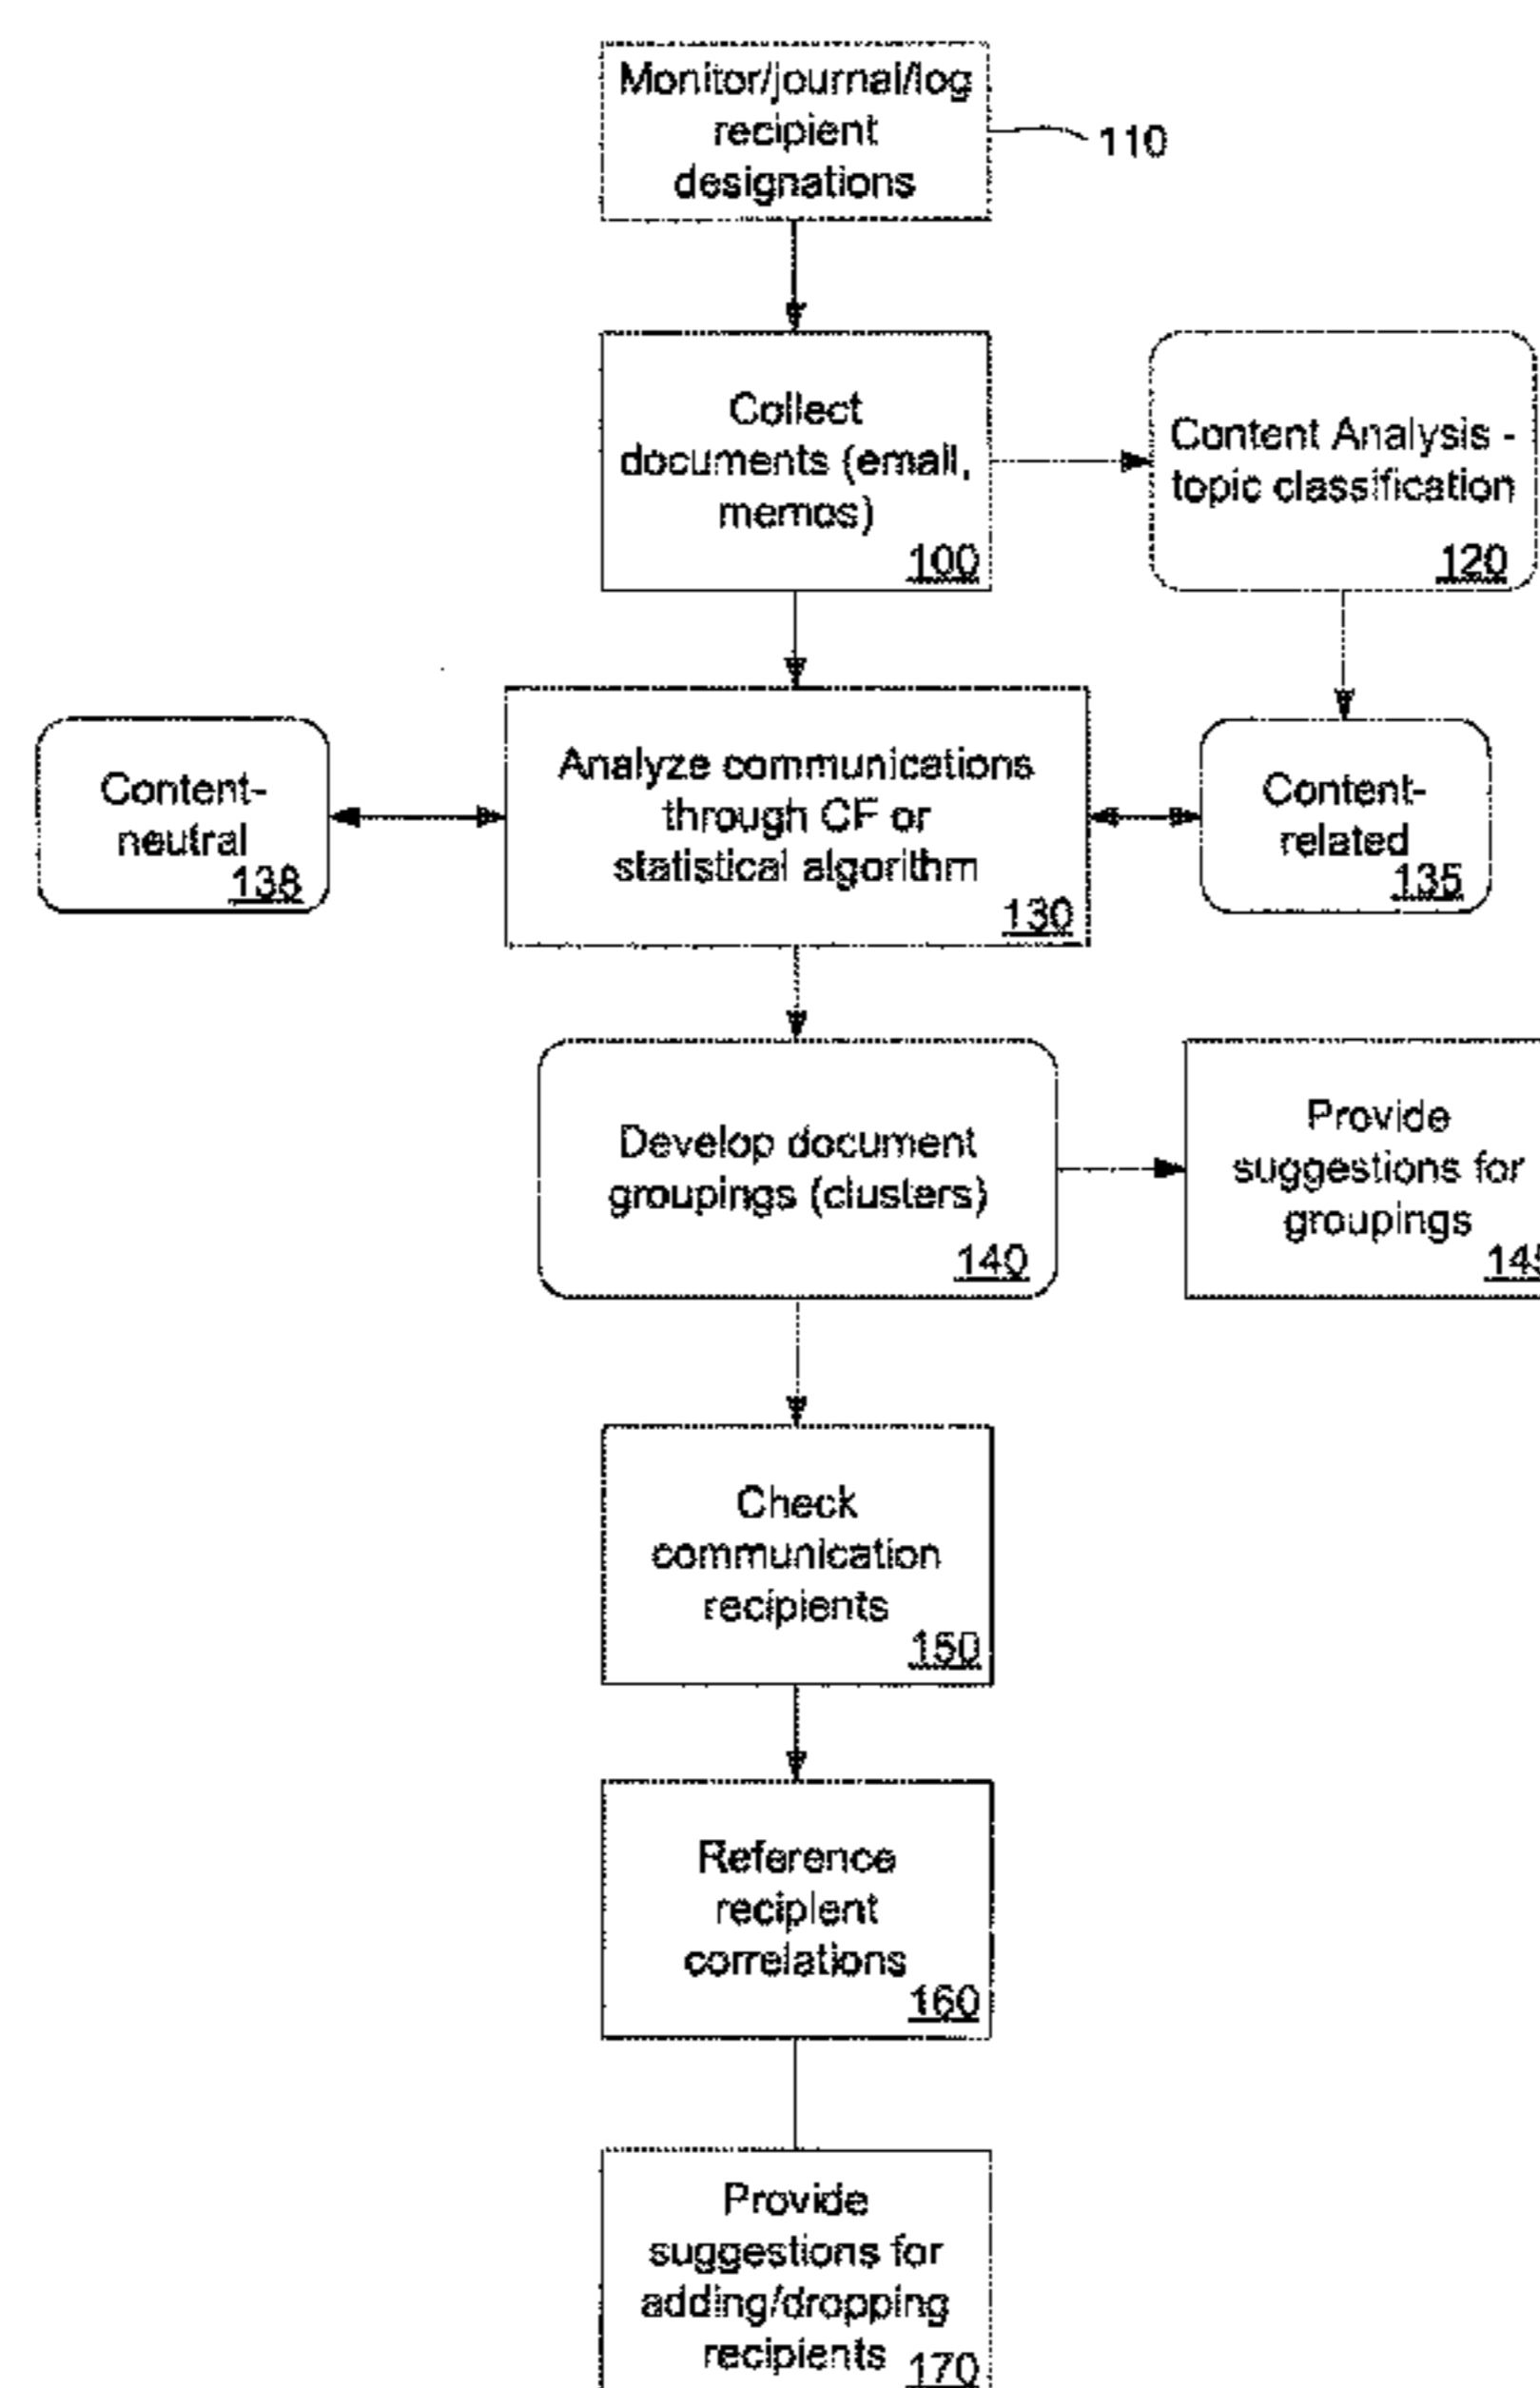 Monitor/journal/log
recipient
designations
110
Collect
documents (email,
memos)
100
Content Analysis -
topic classification
120
Content-
neutral
138
Analyze communications
through CF or
statistical algorithm
130
Content-
related
135
Develop document
groupings (clusters)
140
Provide
suggestions for
groupings
145
Check
communication
recipients
150
Reference
recipient
correlations
160
Provide
suggestions for
adding/dropping
recipients
170